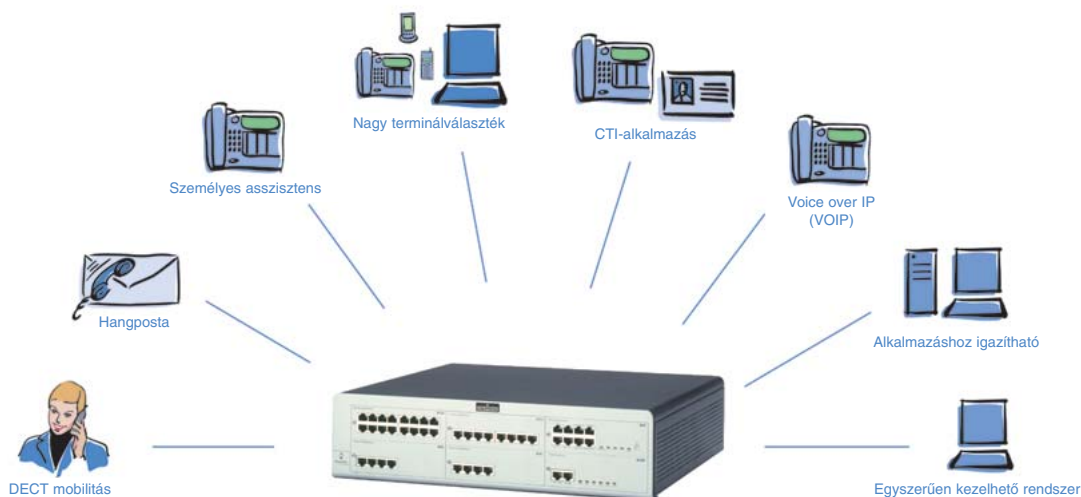 Nagy terminálválaszték
CTI-alkalmazás
Személyes asszisztens
Voice over IP
(VOIP)
Hangposta
Alkalmazáshoz igazítható
DECT mobilitás
Egyszerűen kezelhető rendszer